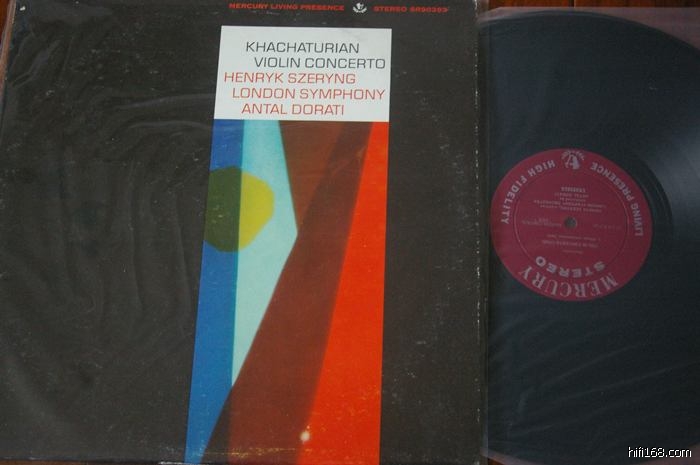 MERCURY LIVING PRESENCE STEREO SR90393
KHACHATURIAN
VIOLIN CONCERTO
HENRYK SZERYNG
LONDON SYMPHONY
ANTAL DORATI
LIVING PRESENCE HIGH FIDELITY
MERCURY
STEREO
hifi168.com